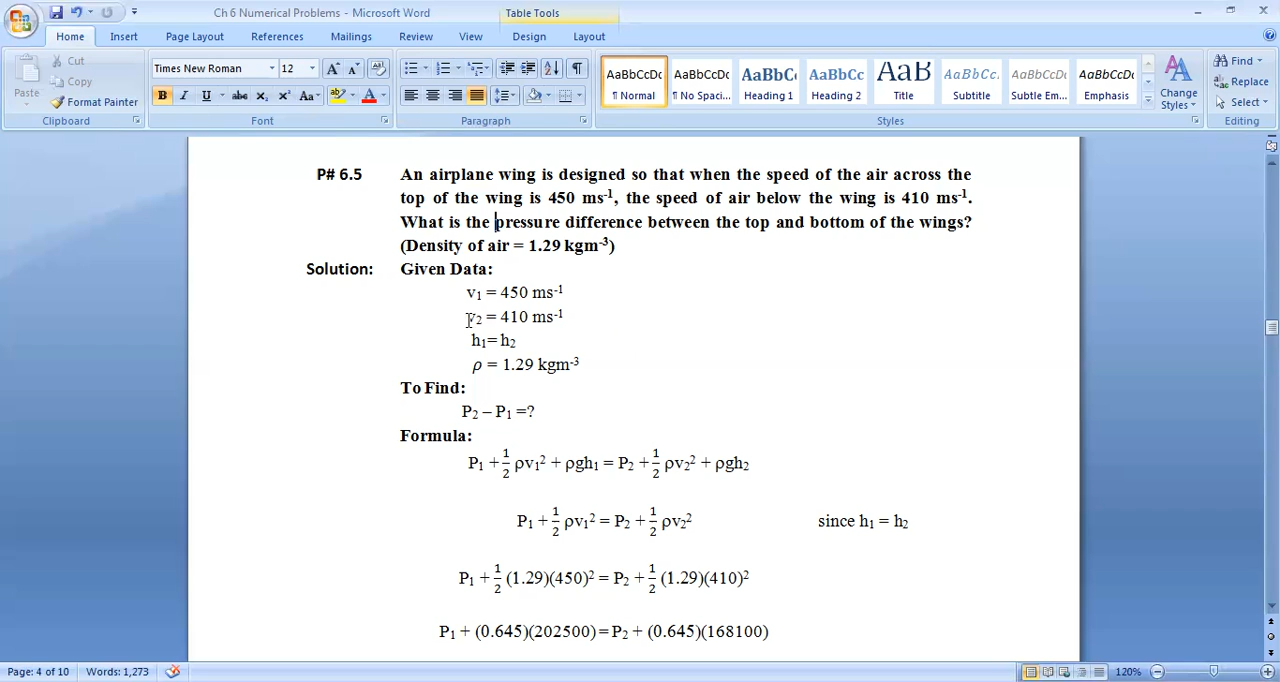 Ch 6 Numerical Problems - Microsoft Word
Table Tools
Home Insert Page Layout References Mailings Review View Design Layout
Paste
Cut
Copy
Format Painter
Clipboard
Times New Roman 12
B I U abc X₂ X² Aa
Font
Paragraph
AaBbCcDc AaBbCcDc AaBbC AaBbCc AaB AaBbCc. AaBbCcDc AaBbCcDc
¶ Normal ¶ No Spaci... Heading 1 Heading 2 Title Subtitle Subtle Em... Emphasis
Styles
Change Styles
Find
Replace
Select
Editing
P# 6.5 An airplane wing is designed so that when the speed of the air across the
top of the wing is 450 ms⁻¹, the speed of air below the wing is 410 ms⁻¹.
What is the pressure difference between the top and bottom of the wings?
(Density of air = 1.29 kgm⁻³)
Solution: Given Data:
v₁ = 450 ms⁻¹
v₂ = 410 ms⁻¹
h₁= h₂
ρ = 1.29 kgm⁻³
To Find:
P₂ – P₁ =?
Formula:
P₁ + 1/2 ρv₁² + ρgh₁ = P₂ + 1/2 ρv₂² + ρgh₂
P₁ + 1/2 ρv₁² = P₂ + 1/2 ρv₂² since h₁ = h₂
P₁ + 1/2 (1.29)(450)² = P₂ + 1/2 (1.29)(410)²
P₁ + (0.645)(202500) = P₂ + (0.645)(168100)
Page: 4 of 10 Words: 1,273 120%